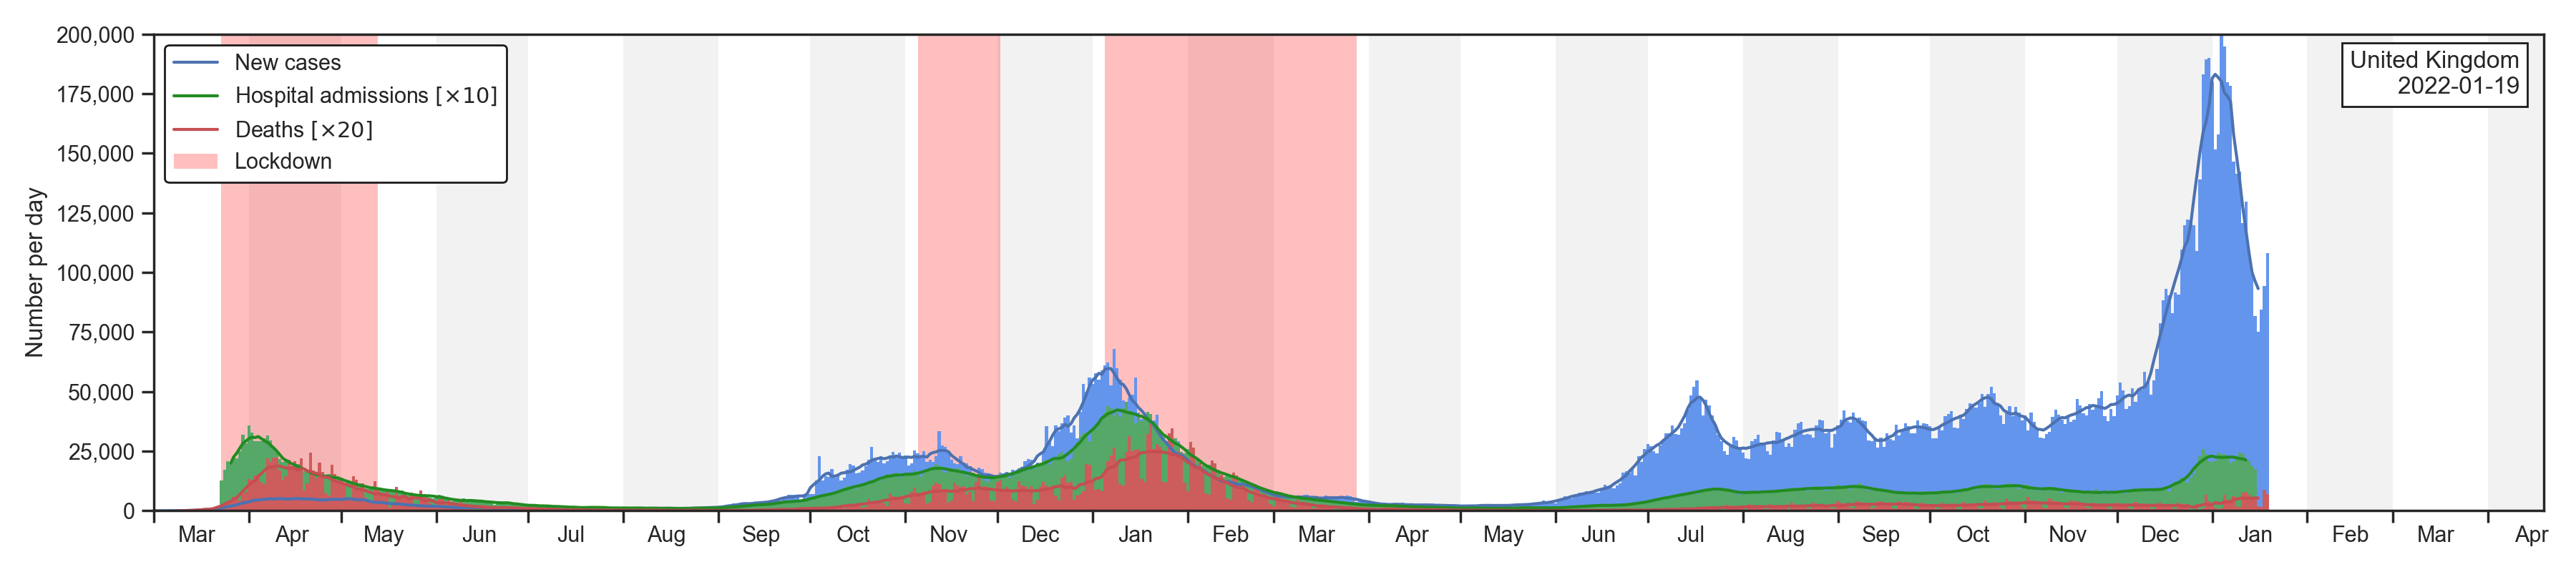 200,000
175,000
150,000
125,000
100,000
75,000
50,000
25,000
0
Number per day
New cases
Hospital admissions [×10]
Deaths [×20]
Lockdown
United Kingdom
2022-01-19
Mar Apr May Jun Jul Aug Sep Oct Nov Dec Jan Feb Mar Apr May Jun Jul Aug Sep Oct Nov Dec Jan Feb Mar Apr